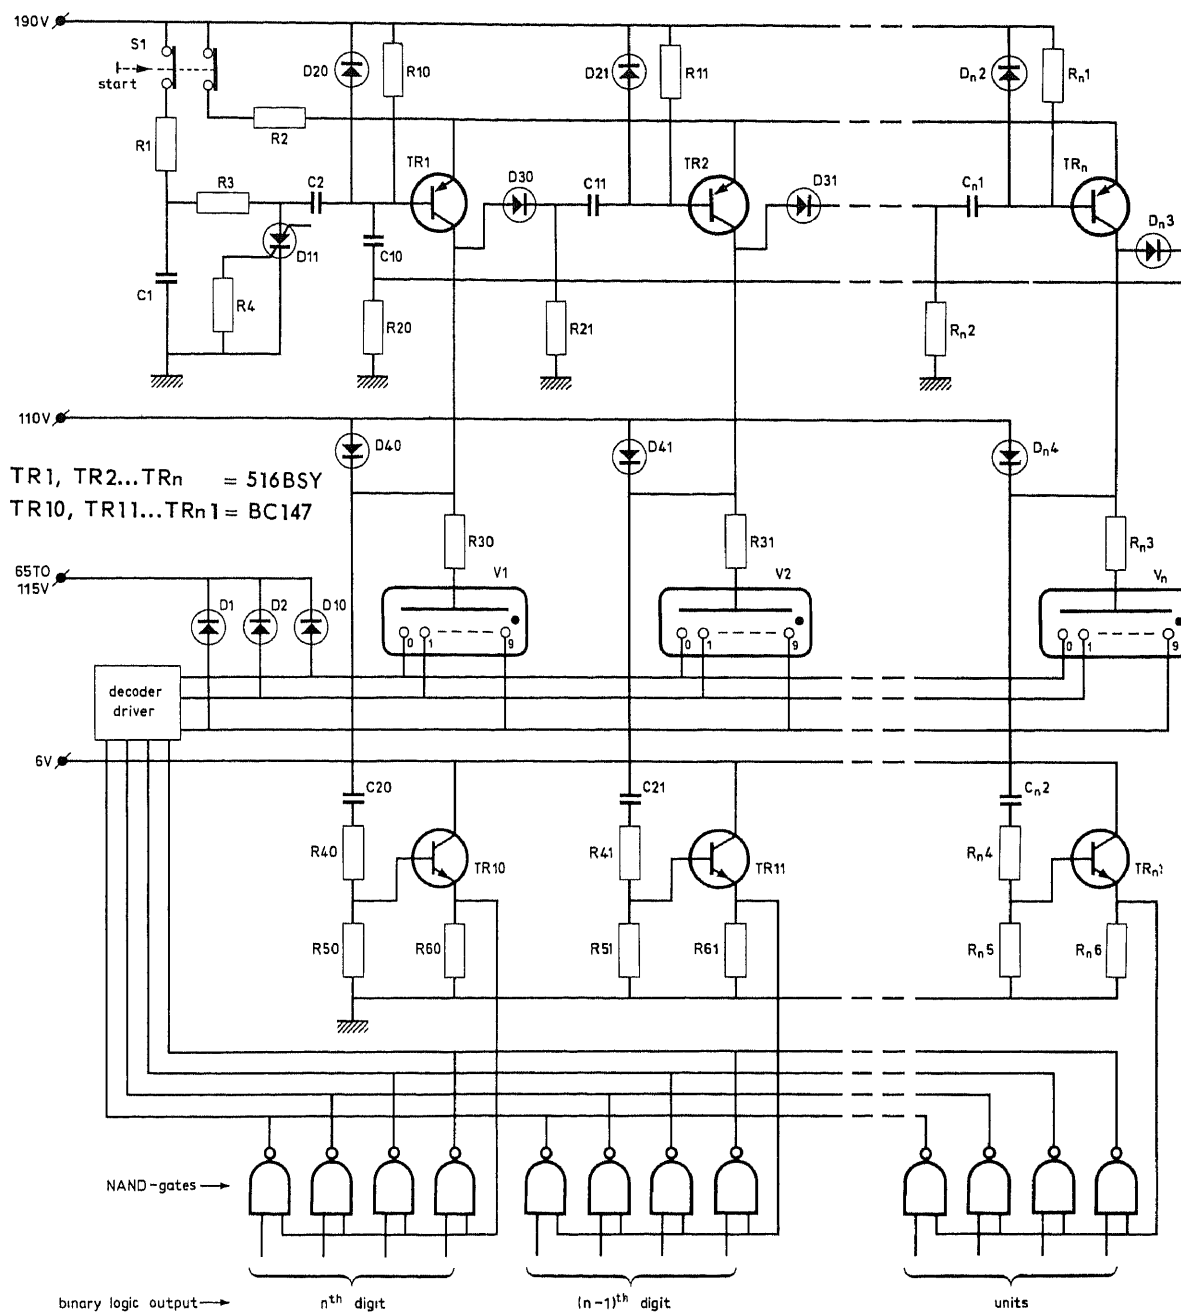 190V
S1
start
D20
R10
D21
R11
Dn2
Rn1
R1
R2
TR1
TR2
TRn
R3
C2
D30
C11
D31
Cn1
Dn3
D11
C10
C1
R4
R20
R21
Rn2
110V
D40
D41
Dn4
TR1, TR2...TRn = 516BSY
TR10, TR11...TRn1 = BC147
R30
R31
Rn3
65TO
115V
V1
V2
Vn
D1
D2
D10
0 1 9
0 1 9
0 1 9
decoder
driver
6V
C20
C21
Cn2
R40
TR10
R41
TR11
Rn4
R50
R60
R51
R61
Rn5
Rn6
NAND-gates
binary logic output
nth digit
(n-1)th digit
units